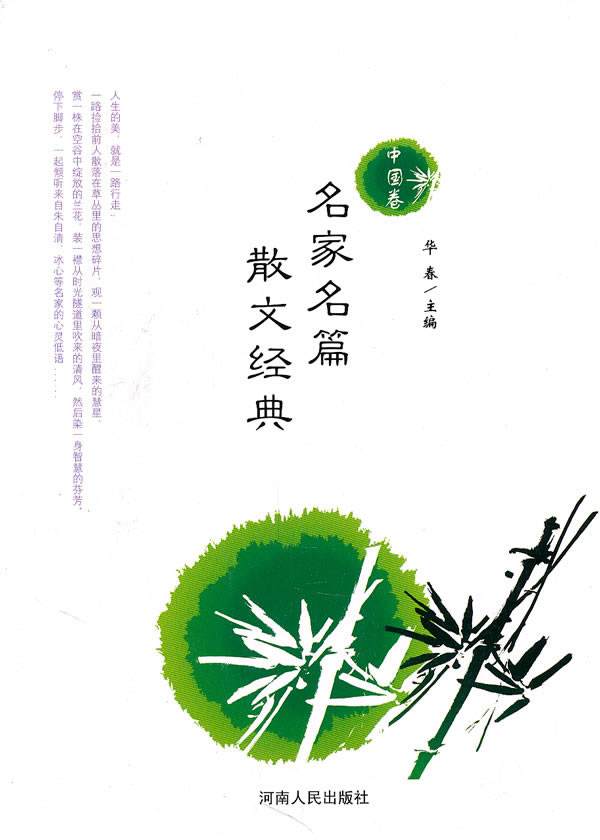 中国卷
华春/主编
名家名篇
散文经典
人生的美，就是一路行走…
一路捡拾前人散落在草丛里的思想碎片，观一颗从暗夜里醒来的慧星，
赏一株在空谷中绽放的兰花，装一襟从时光隧道里吹来的清风，然后染一身智慧的芬芳，
停下脚步，一起倾听来自朱自清、冰心等名家的心灵低语……
河南人民出版社